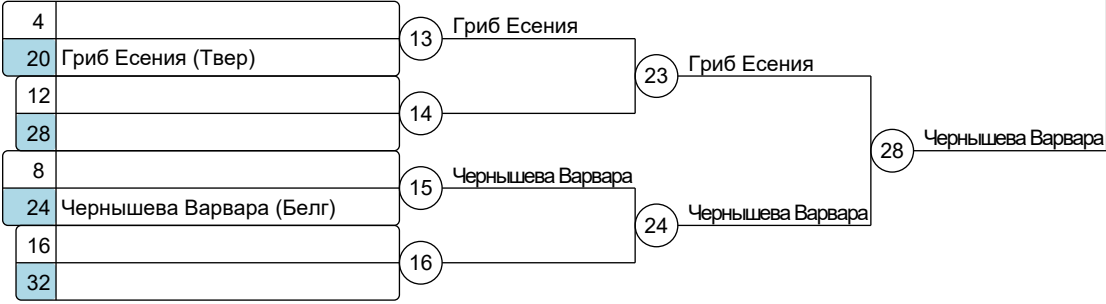 4
13 Гриб Есения
20 Гриб Есения (Твер)
23 Гриб Есения
12
14
28
28 Чернышева Варвара
8
15 Чернышева Варвара
24 Чернышева Варвара (Белг)
24 Чернышева Варвара
16
16
32